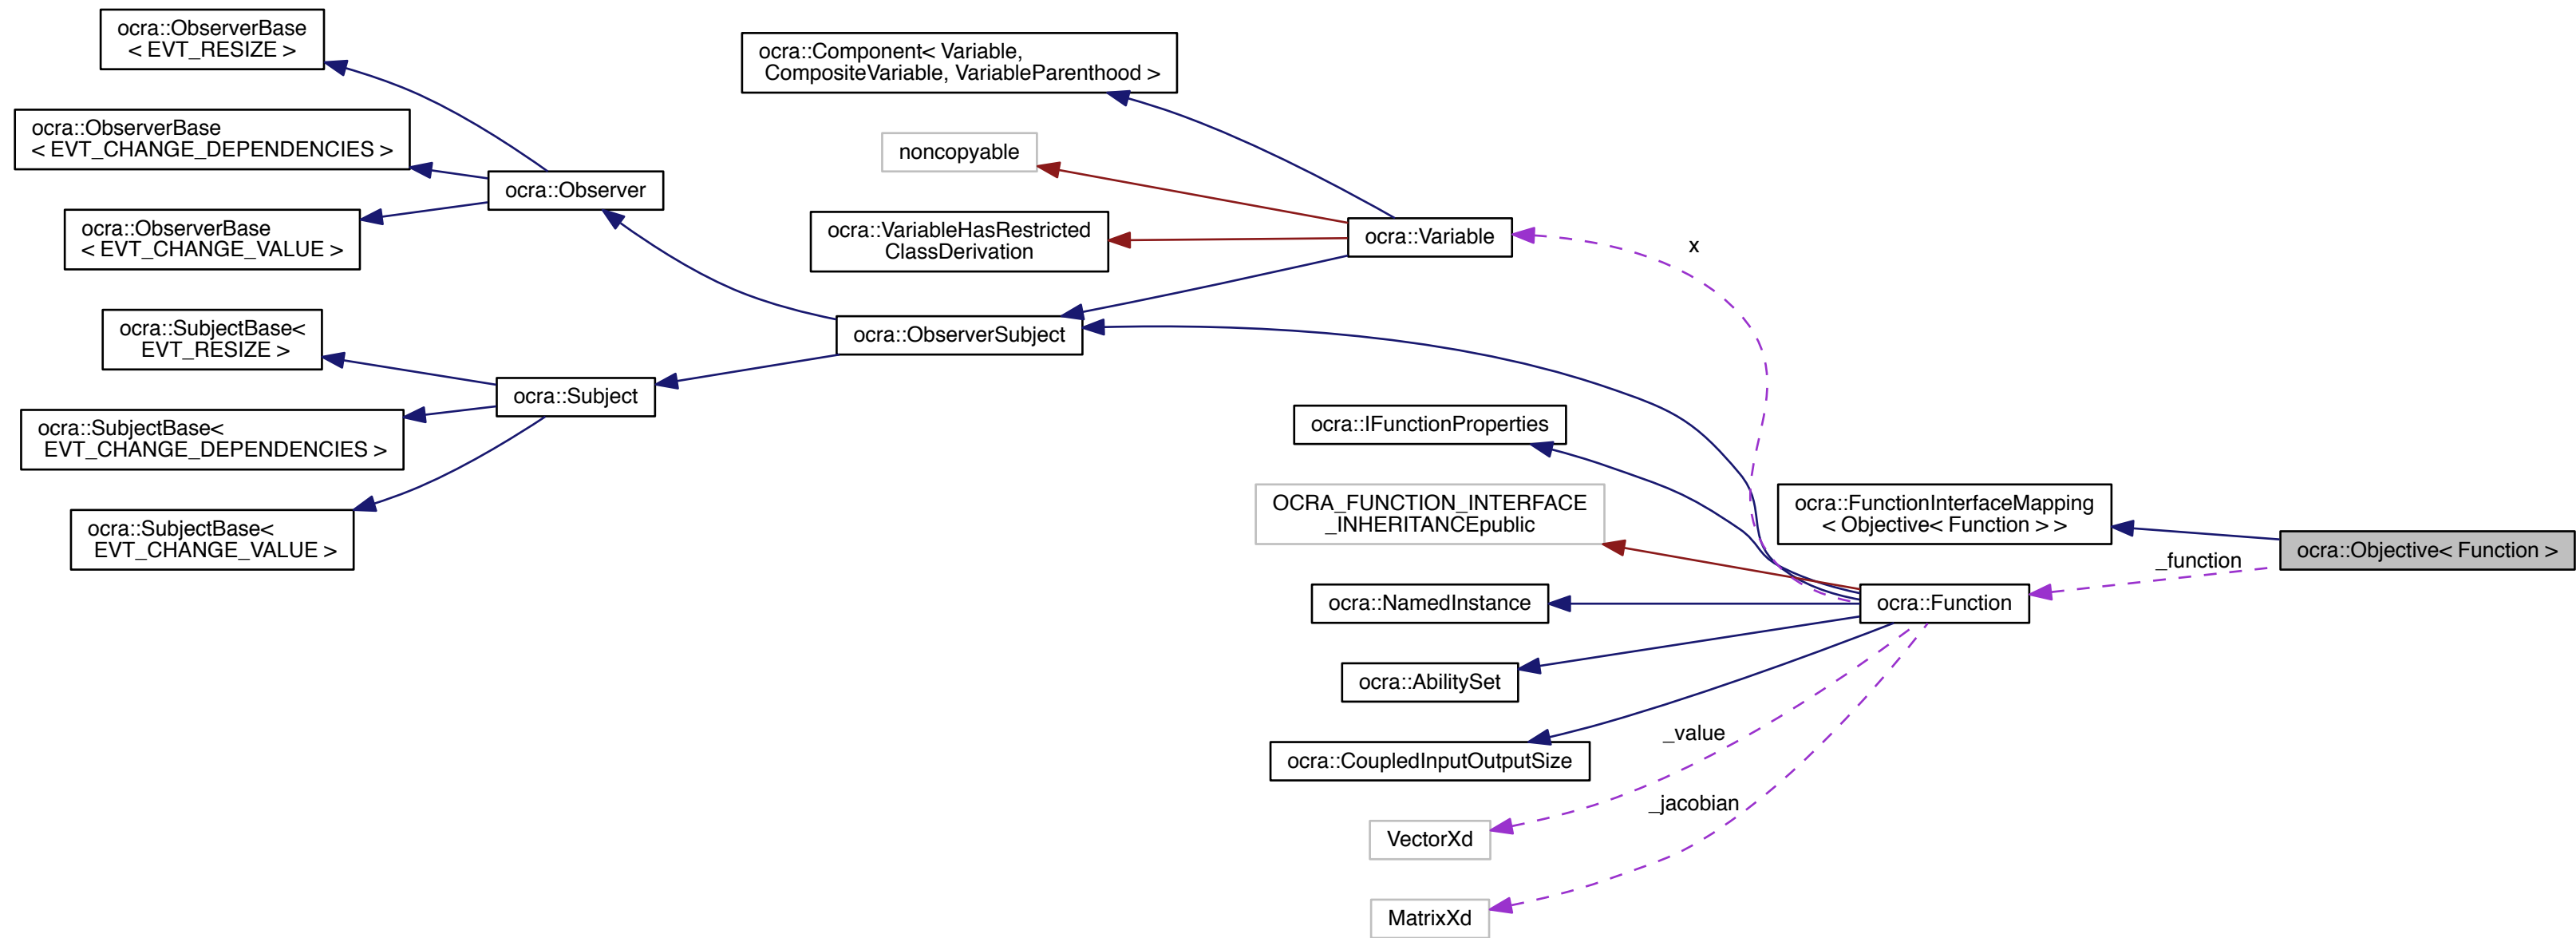 ocra::ObserverBase
< EVT_RESIZE >
ocra::ObserverBase
< EVT_CHANGE_DEPENDENCIES >
ocra::ObserverBase
< EVT_CHANGE_VALUE >
ocra::SubjectBase<
EVT_RESIZE >
ocra::SubjectBase<
EVT_CHANGE_DEPENDENCIES >
ocra::SubjectBase<
EVT_CHANGE_VALUE >
ocra::Observer
ocra::Subject
ocra::Component< Variable,
CompositeVariable, VariableParenthood >
noncopyable
ocra::VariableHasRestricted
ClassDerivation
ocra::ObserverSubject
ocra::Variable
x
ocra::IFunctionProperties
OCRA_FUNCTION_INTERFACE
_INHERITANCEpublic
ocra::NamedInstance
ocra::AbilitySet
ocra::CoupledInputOutputSize
VectorXd
MatrixXd
_value
_jacobian
ocra::FunctionInterfaceMapping
< Objective< Function > >
ocra::Function
_function
ocra::Objective< Function >